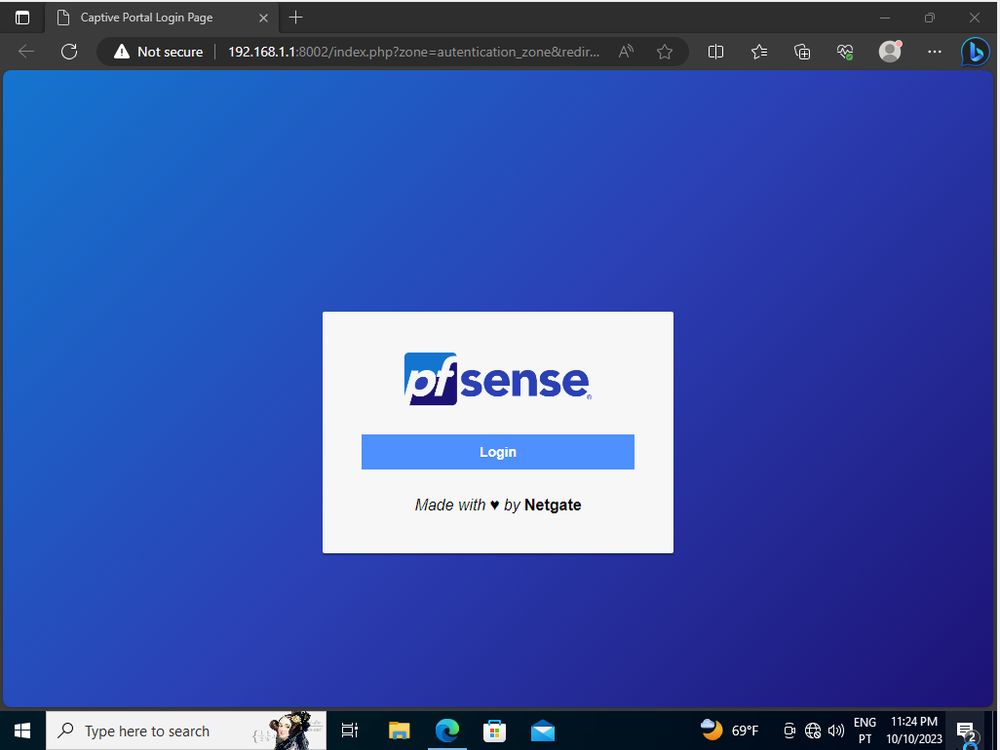 Captive Portal Login Page
Not secure
192.168.1.1:8002/index.php?zone=autentication_zone&redir...
pfsense®
Login
Made with ♥ by Netgate
Type here to search
69°F
ENG
PT
11:24 PM
10/10/2023
2